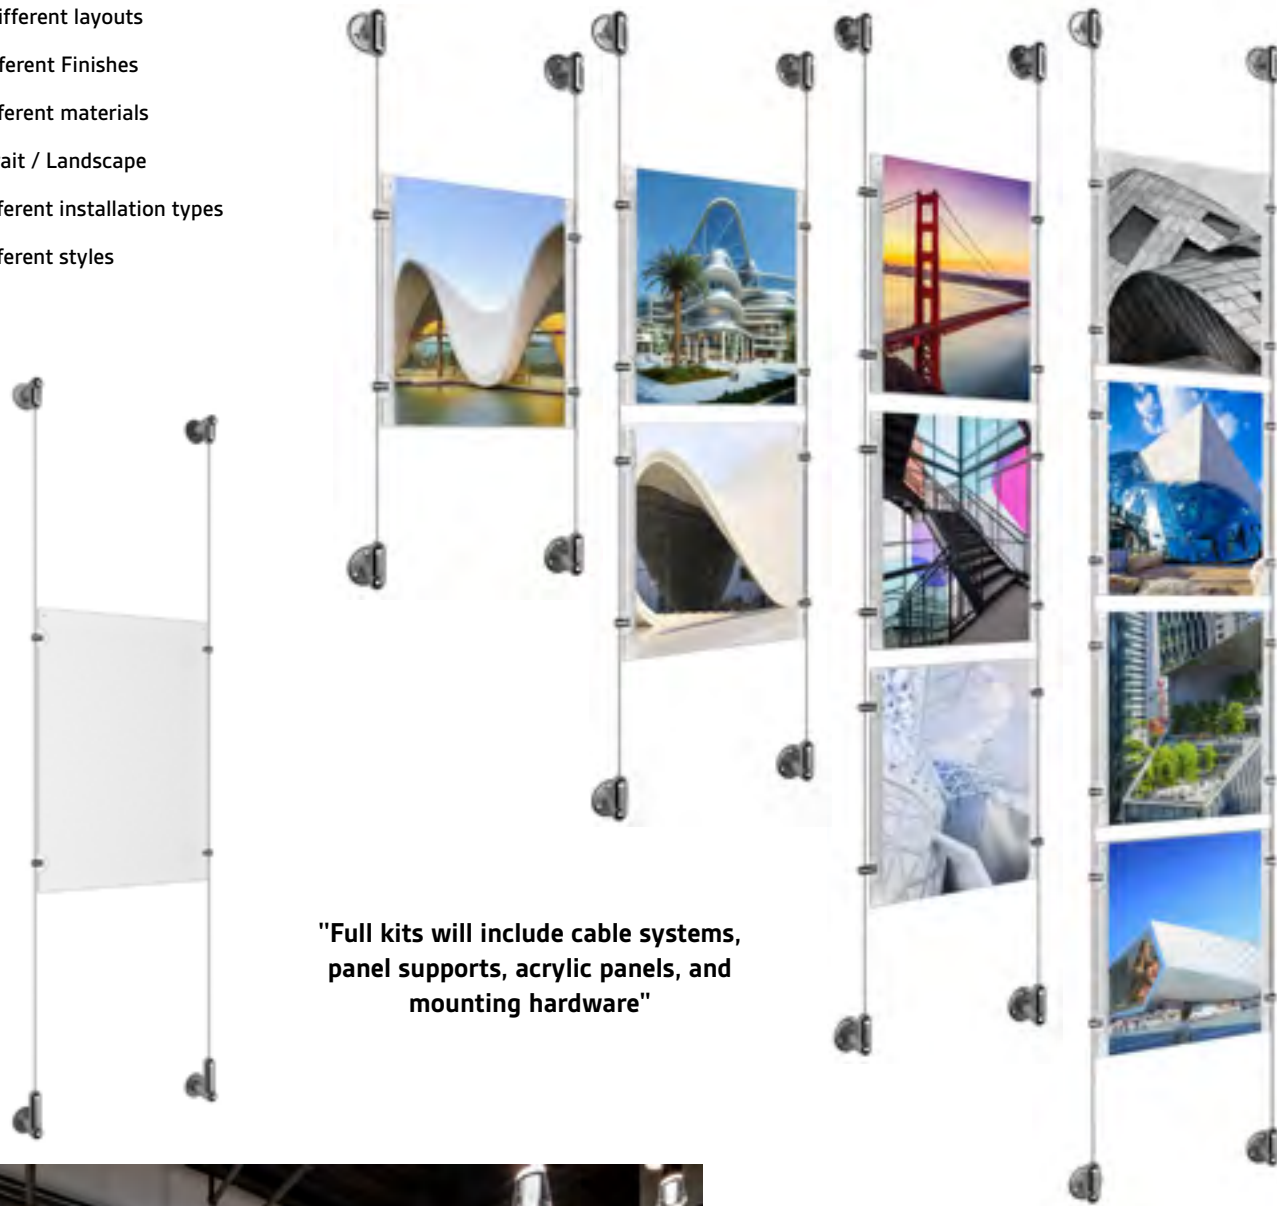 ifferent layouts
ferent Finishes
ferent materials
ait / Landscape
ferent installation types
ferent styles
"Full kits will include cable systems,
panel supports, acrylic panels, and
mounting hardware"